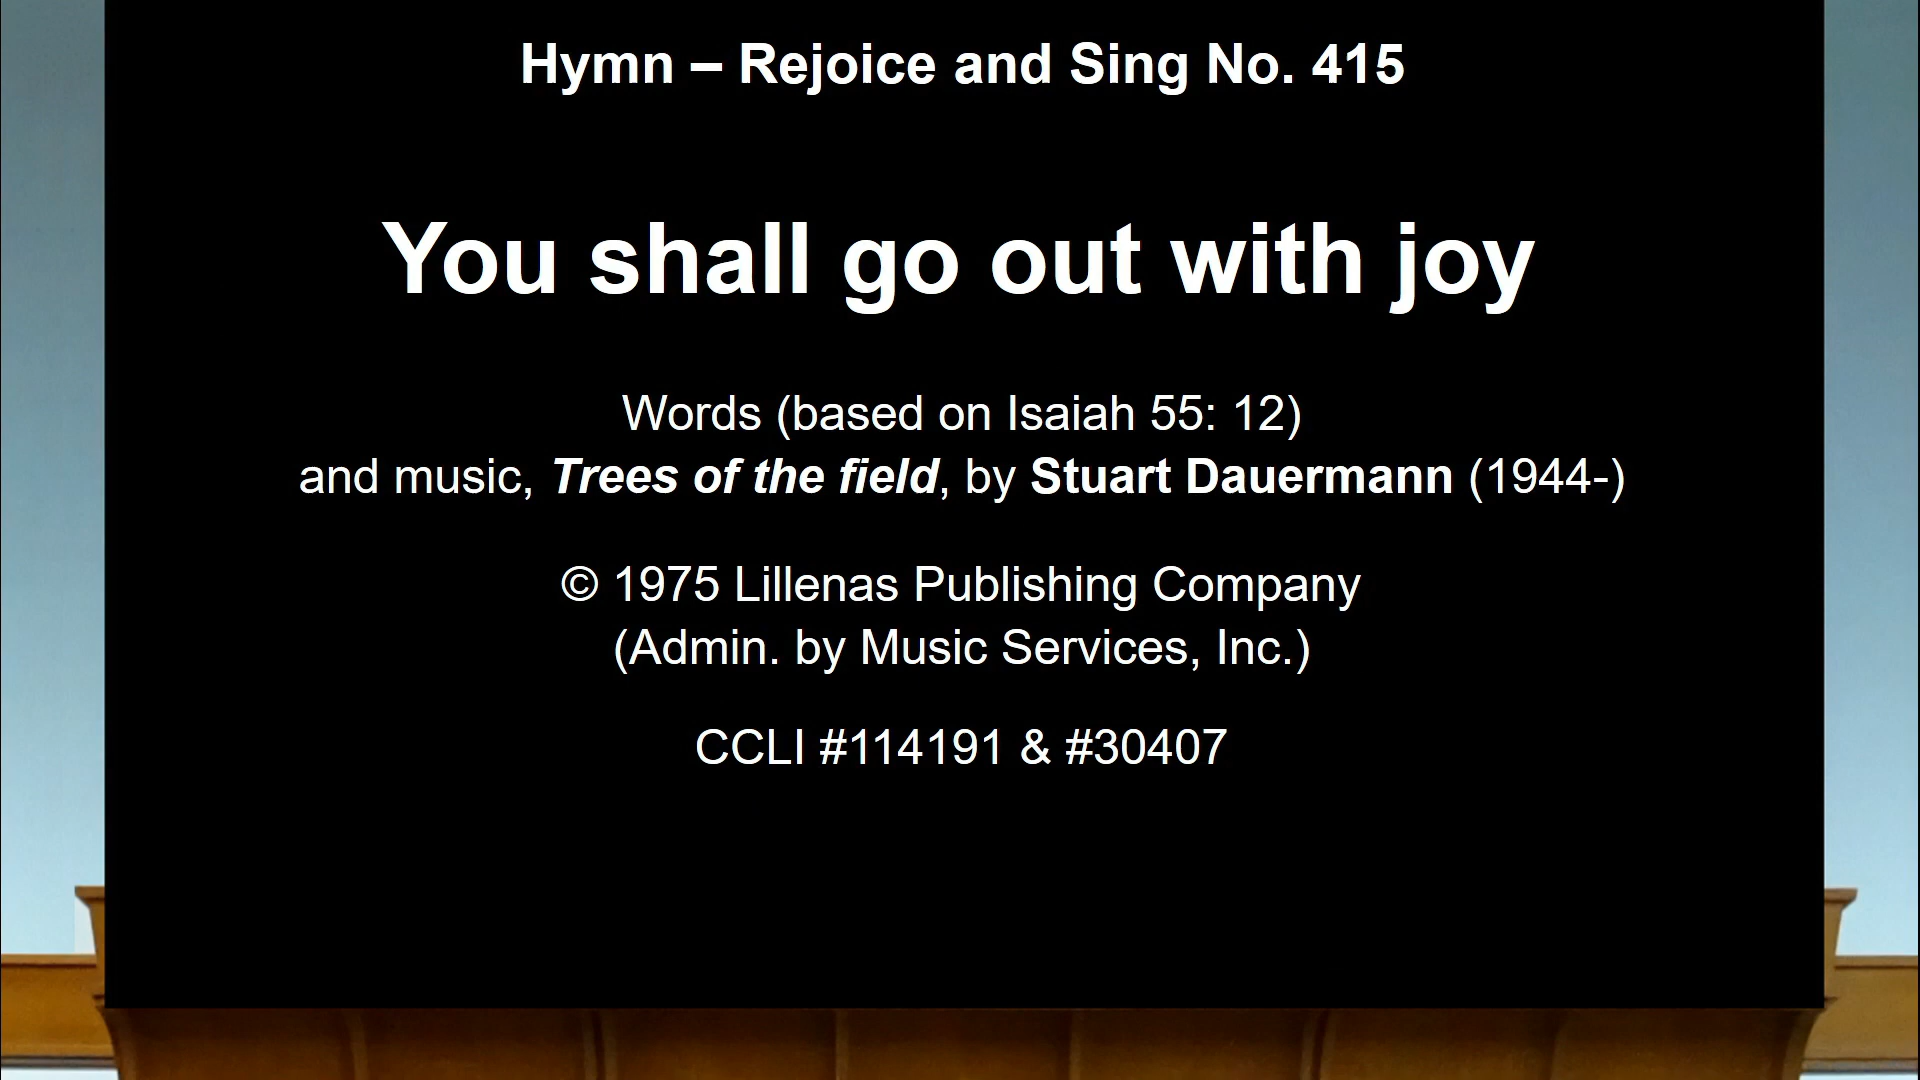 Hymn – Rejoice and Sing No. 415
You shall go out with joy
Words (based on Isaiah 55: 12)
and music, Trees of the field, by Stuart Dauermann (1944-)
© 1975 Lillenas Publishing Company
(Admin. by Music Services, Inc.)
CCLI #114191 & #30407